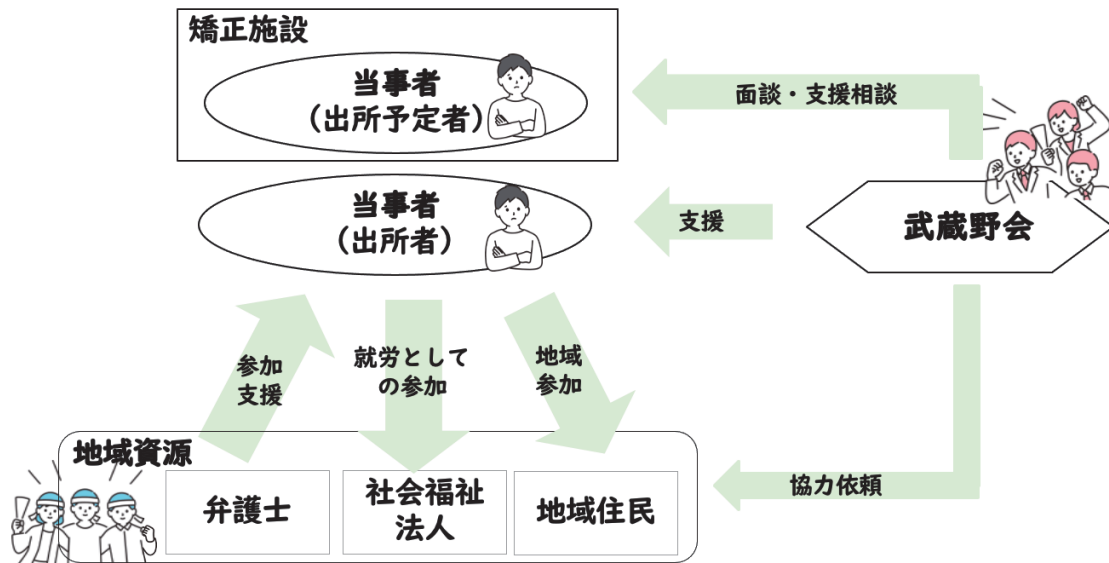 矯正施設
当事者
（出所予定者）
面談・支援相談
当事者
（出所者）
支援
武蔵野会
参加
支援
就労として
の参加
地域
参加
地域資源
弁護士
社会福祉
法人
地域住民
協力依頼